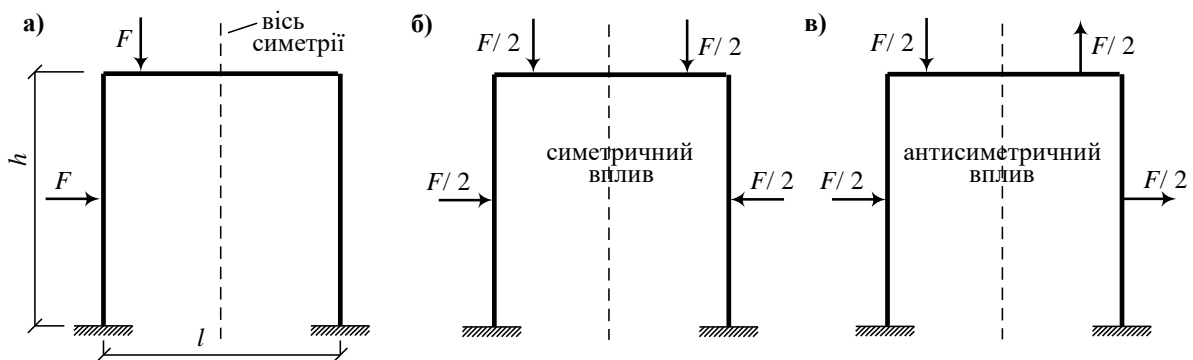 а)
F
вісь
симетрії
h
F
l
б)
F/ 2
F/ 2
симетричний
вплив
F/ 2
F/ 2
в)
F/ 2
F/ 2
антисиметричний
вплив
F/ 2
F/ 2